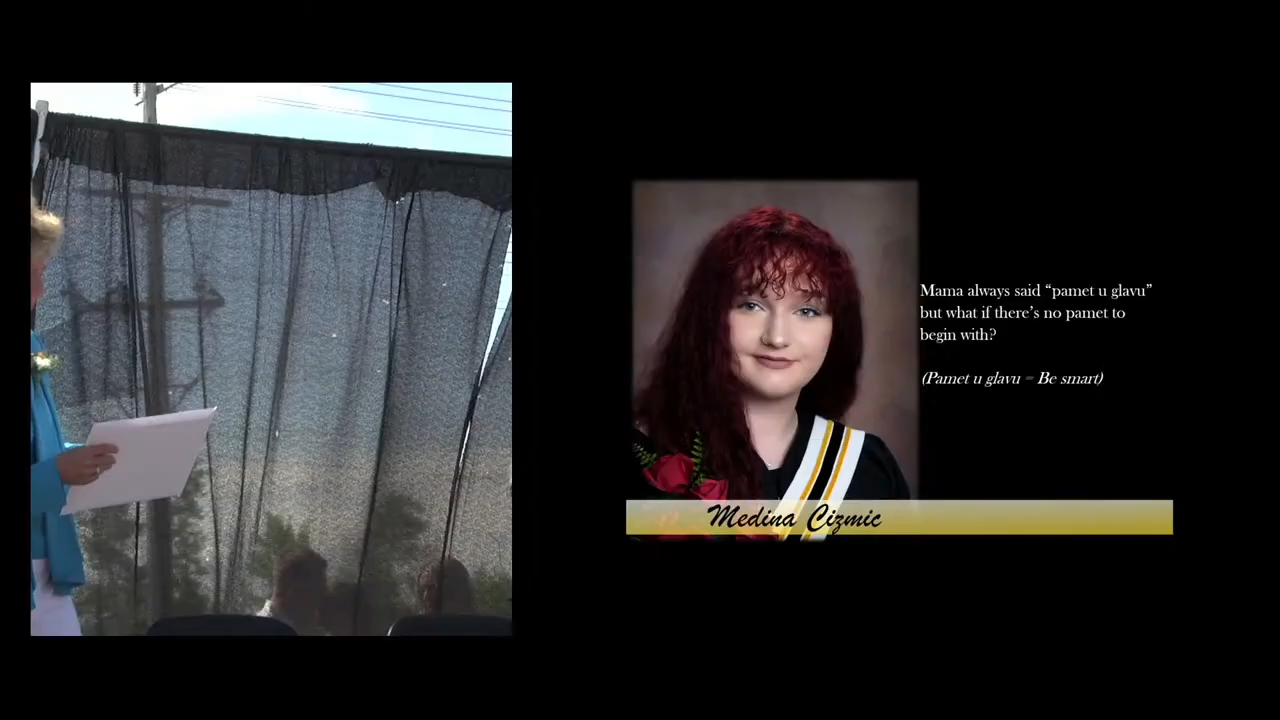 Mama always said “pamet u glavu”
but what if there’s no pamet to
begin with?
(Pamet u glavu = Be smart)
Medina Cizmic